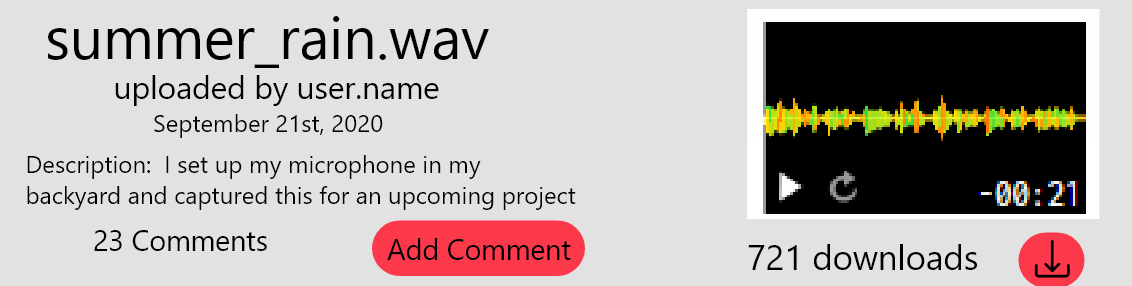 summer_rain.wav
uploaded by user.name
September 21st, 2020
Description:  I set up my microphone in my
backyard and captured this for an upcoming project
23 Comments
Add Comment
-00:21
721 downloads